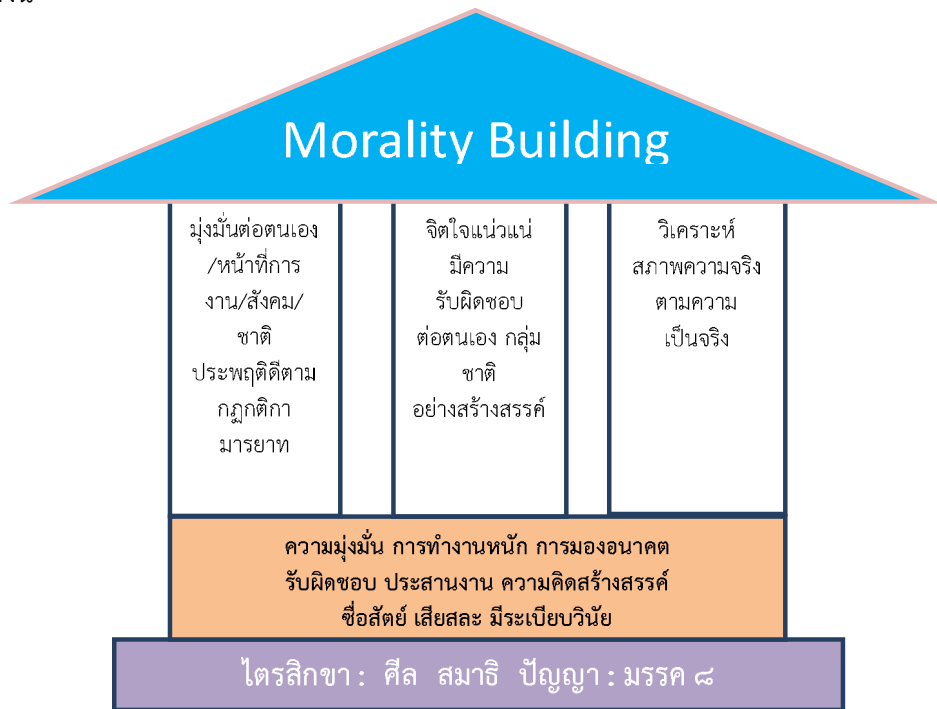 Morality Building
มุ่งมั่นต่อตนเอง
/หน้าที่การ
งาน/สังคม/
ชาติ
ประพฤติดีตาม
กฏกติกา
มารยาท
จิตใจแน่วแน่
มีความ
รับผิดชอบ
ต่อตนเอง กลุ่ม
ชาติ
อย่างสร้างสรรค์
วิเคราะห์
สภาพความจริง
ตามความ
เป็นจริง
ความมุ่งมั่น การทำงานหนัก การมองอนาคต
รับผิดชอบ ประสานงาน ความคิดสร้างสรรค์
ซื่อสัตย์ เสียสละ มีระเบียบวินัย
ไตรสิกขา : ศีล สมาธิ ปัญญา : มรรค ๘